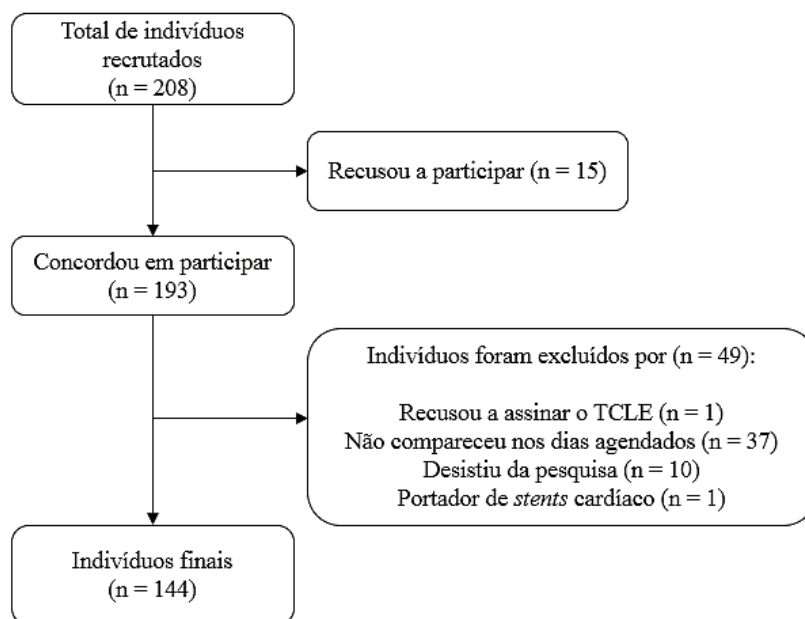 Total de indivíduos
recrutados
(n = 208)
Recusou a participar (n = 15)
Concordou em participar
(n = 193)
Indivíduos foram excluídos por (n = 49):
Recusou a assinar o TCLE (n = 1)
Não compareceu nos dias agendados (n = 37)
Desistiu da pesquisa (n = 10)
Portador de stents cardíaco (n = 1)
Indivíduos finais
(n = 144)